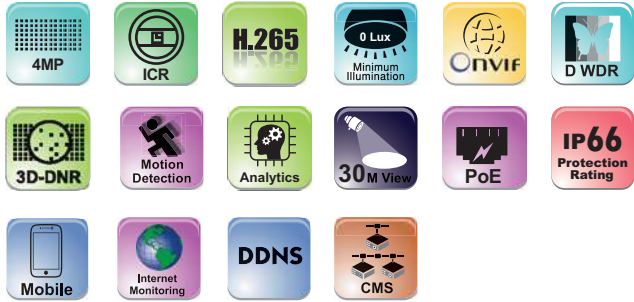 4MP
ICR
H.265
0 Lux
Minimum
Illumination
Onvif
D WDR
3D-DNR
Motion
Detection
Analytics
30M View
PoE
IP66
Protection
Rating
Mobile
Internet
Monitoring
DDNS
CMS